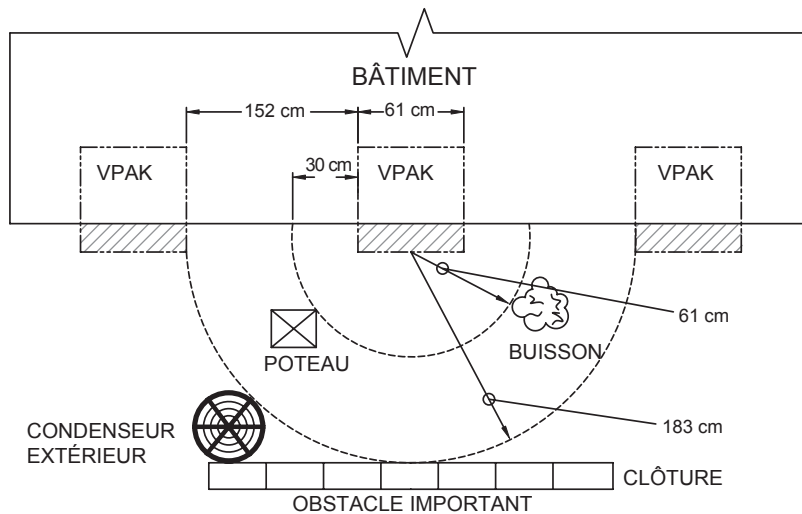 BÂTIMENT
152 cm
61 cm
VPAK
30 cm
VPAK
VPAK
61 cm
POTEAU
BUISSON
183 cm
CONDENSEUR
EXTÉRIEUR
CLÔTURE
OBSTACLE IMPORTANT